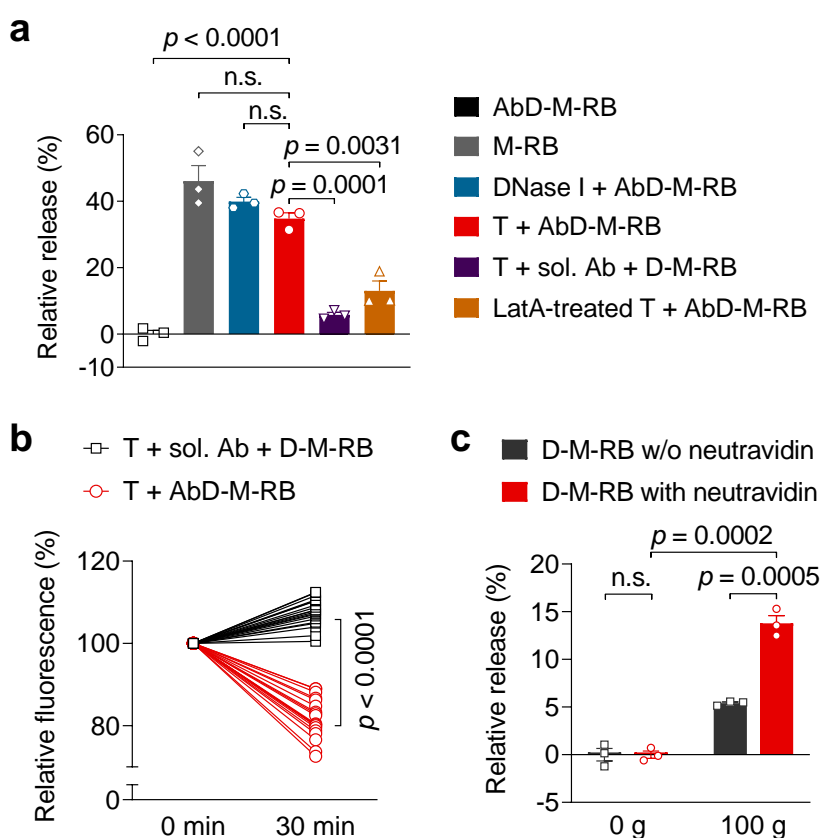 a
p < 0.0001
n.s.
n.s.
p = 0.0031
p = 0.0001
Relative release (%)
60
40
20
0
-10
AbD-M-RB
M-RB
DNase I + AbD-M-RB
T + AbD-M-RB
T + sol. Ab + D-M-RB
LatA-treated T + AbD-M-RB
b
T + sol. Ab + D-M-RB
T + AbD-M-RB
Relative fluorescence (%)
120
100
80
0
p < 0.0001
0 min
30 min
c
D-M-RB w/o neutravidin
D-M-RB with neutravidin
p = 0.0002
n.s.
p = 0.0005
Relative release (%)
20
15
10
5
0
-5
0 g
100 g